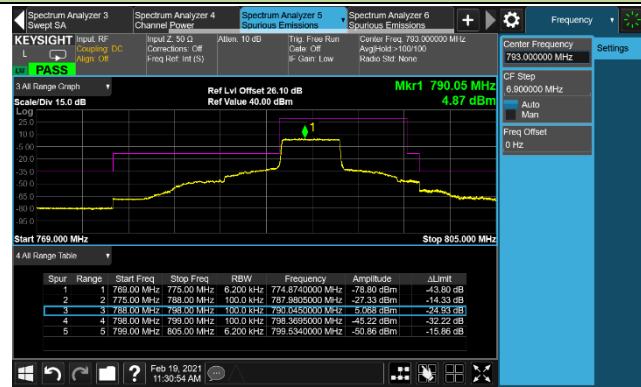 Spectrum Analyzer 3
Swept SA
Spectrum Analyzer 4
Channel Power
Spectrum Analyzer 5
Spurious Emissions
Spectrum Analyzer 6
Spurious Emissions
+
Frequency
KEYSIGHT
L
LW
PASS
Input: RF
Coupling: DC
Align: Off
Input Z: 50 Ω
Corrections: Off
Freq Ref: Int (S)
Atten: 10 dB
Trig: Free Run
Gate: Off
IF Gain: Low
Center Freq: 793.000000 MHz
Avg|Hold:>100/100
Radio Std: None
Center Frequency
793.000000 MHz
Settings
CF Step
6.900000 MHz
Auto
Man
Freq Offset
0 Hz
3 All Range Graph
Scale/Div 15.0 dB
Ref Lvl Offset 26.10 dB
Ref Value 40.00 dBm
Mkr1 790.05 MHz
4.87 dBm
Log
25.0
10.0
-5.00
-20.0
-35.0
-50.0
-65.0
-80.0
-95.0
1
Start 769.000 MHz
Stop 805.000 MHz
4 All Range Table
Spur Range Start Freq Stop Freq RBW Frequency Amplitude ΔLimit
1 1 769.00 MHz 775.00 MHz 6.200 kHz 774.8740000 MHz -78.80 dBm -43.80 dB
2 2 775.00 MHz 788.00 MHz 100.0 kHz 787.9805000 MHz -27.33 dBm -14.33 dB
3 3 788.00 MHz 798.00 MHz 100.0 kHz 790.0450000 MHz 5.068 dBm -24.93 dB
4 4 798.00 MHz 799.00 MHz 100.0 kHz 798.3695000 MHz -45.22 dBm -32.22 dB
5 5 799.00 MHz 805.00 MHz 6.200 kHz 799.5340000 MHz -50.86 dBm -15.86 dB
?
Feb 19, 2021
11:30:54 AM